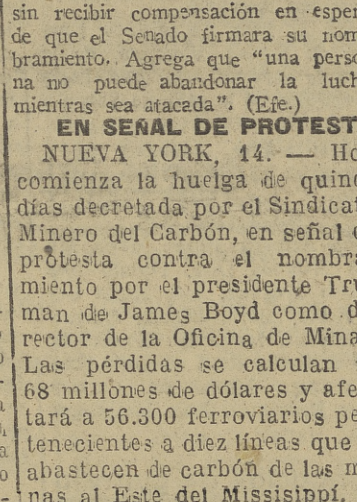 sin recibir compensación en esper
de que el Senado firmara su nom
bramiento. Agrega que "una perso
na no puede abandonar la luch
mientras sea atacada". (Efe.)
EN SEÑAL DE PROTEST
NUEVA YORK, 14. — Ho
comienza la huelga de quinc
días decretada por el Sindicat
Minero del Carbón, en señal d
protesta contra el nombra
miento por el presidente Tru
man de James Boyd como d
rector de la Oficina de Mina
Las pérdidas se calculan
68 millones de dólares y afe
tará a 56.300 ferroviarios pe
tenecientes a diez líneas que
abastecen de carbón de las m
nas al Este del Missisippí